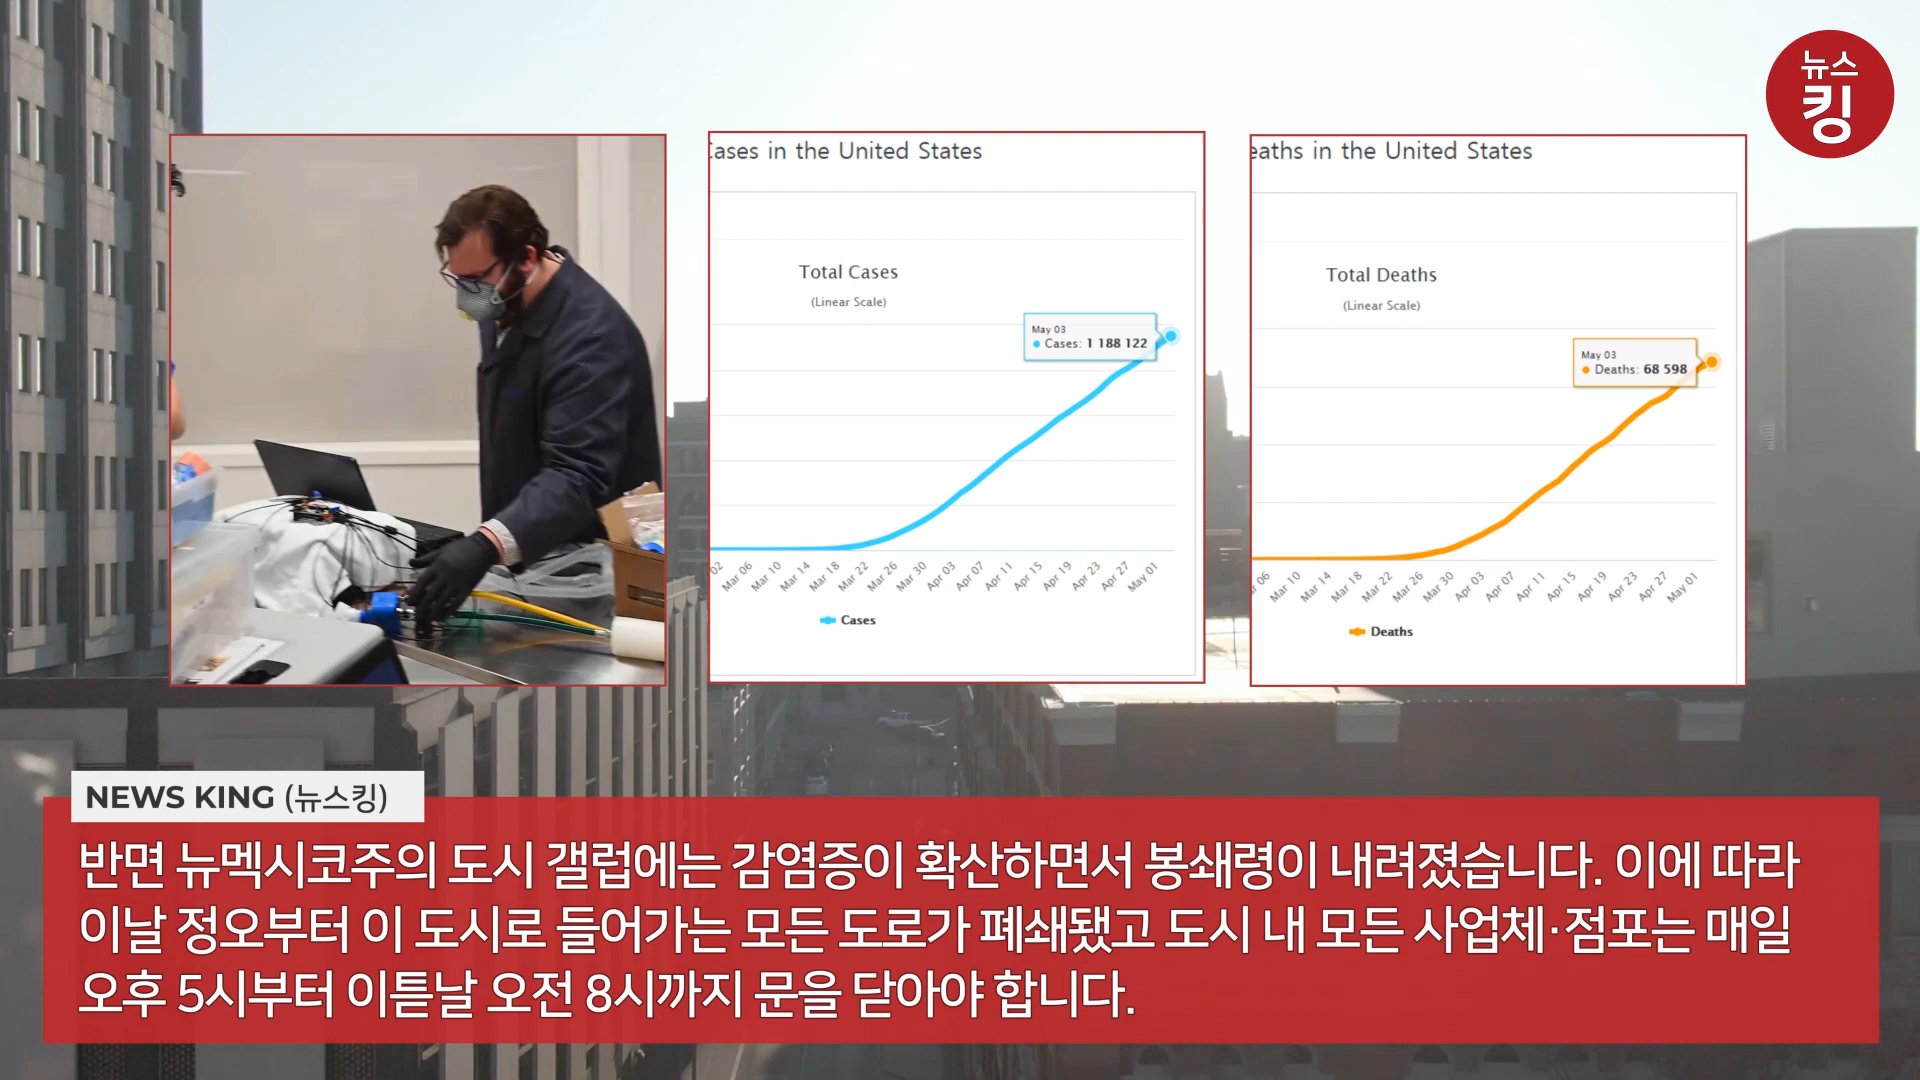 뉴스
킹
Cases in the United States
Total Cases
(Linear Scale)
May 03
Cases: 1 188 122
02 Mar 06 Mar 10 Mar 14 Mar 18 Mar 22 Mar 26 Mar 30 Apr 03 Apr 07 Apr 11 Apr 15 Apr 19 Apr 23 Apr 27 May 01
Cases
eaths in the United States
Total Deaths
(Linear Scale)
May 03
Deaths: 68 598
06 Mar 10 Mar 14 Mar 18 Mar 22 Mar 26 Mar 30 Apr 03 Apr 07 Apr 11 Apr 15 Apr 19 Apr 23 Apr 27 May 01
Deaths
NEWS KING (뉴스킹)
반면 뉴멕시코주의 도시 갤럽에는 감염증이 확산하면서 봉쇄령이 내려졌습니다. 이에 따라
이날 정오부터 이 도시로 들어가는 모든 도로가 폐쇄됐고 도시 내 모든 사업체·점포는 매일
오후 5시부터 이튿날 오전 8시까지 문을 닫아야 합니다.